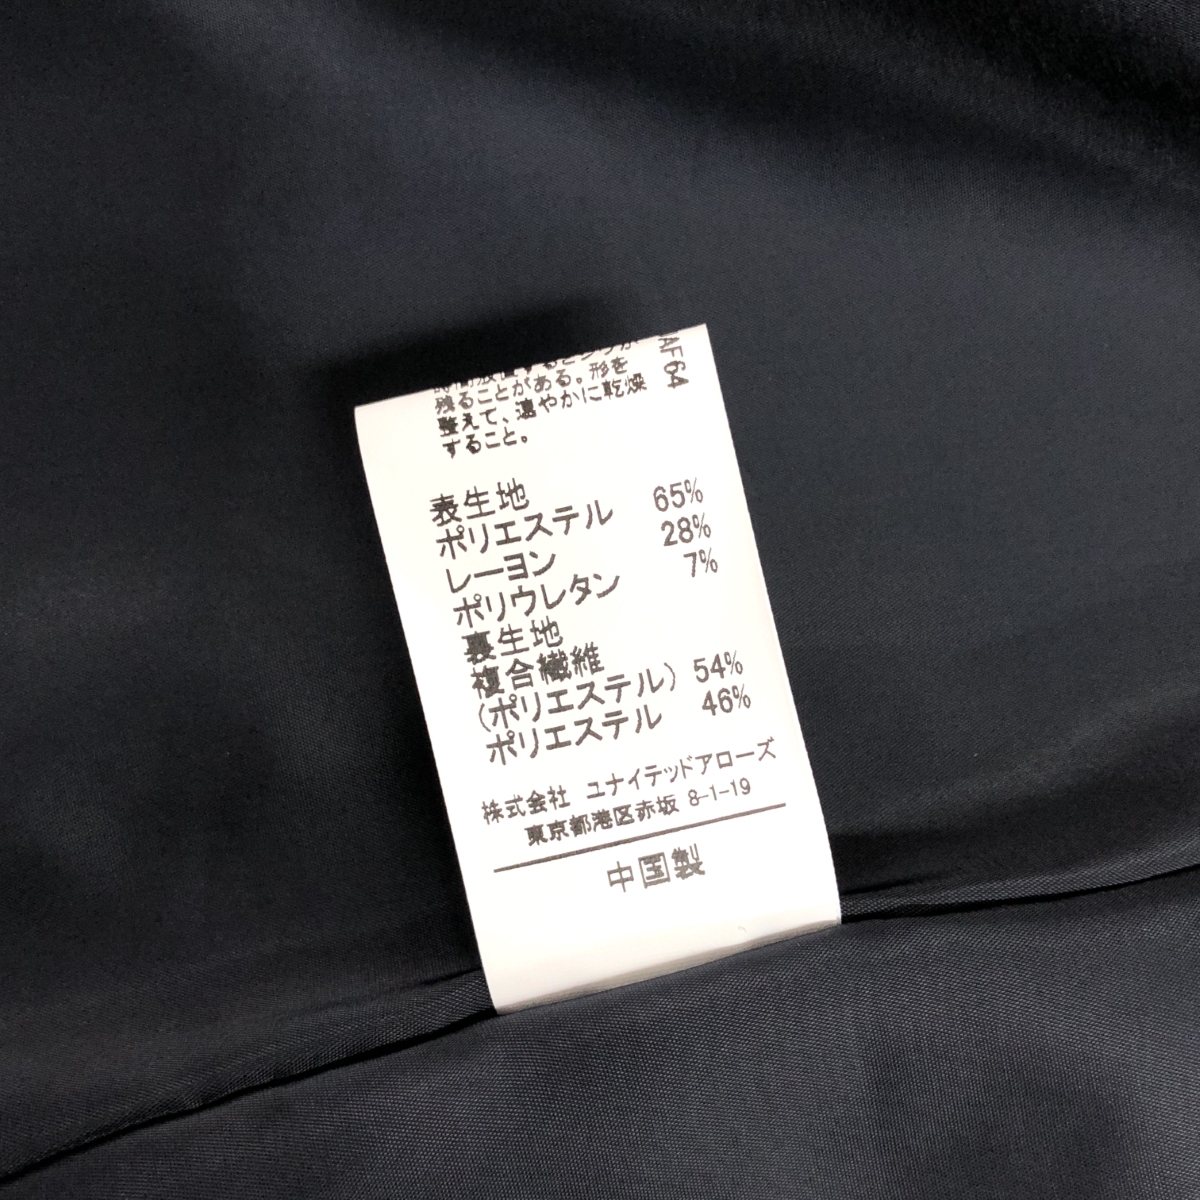 残ることがある。形を
整えて、速やかに乾燥
すること。
AF64
表生地
ポリエステル 65%
レーヨン 28%
ポリウレタン 7%
裏生地
複合繊維
(ポリエステル) 54%
ポリエステル 46%
株式会社 ユナイテッドアローズ
東京都港区赤坂 8-1-19
中国製